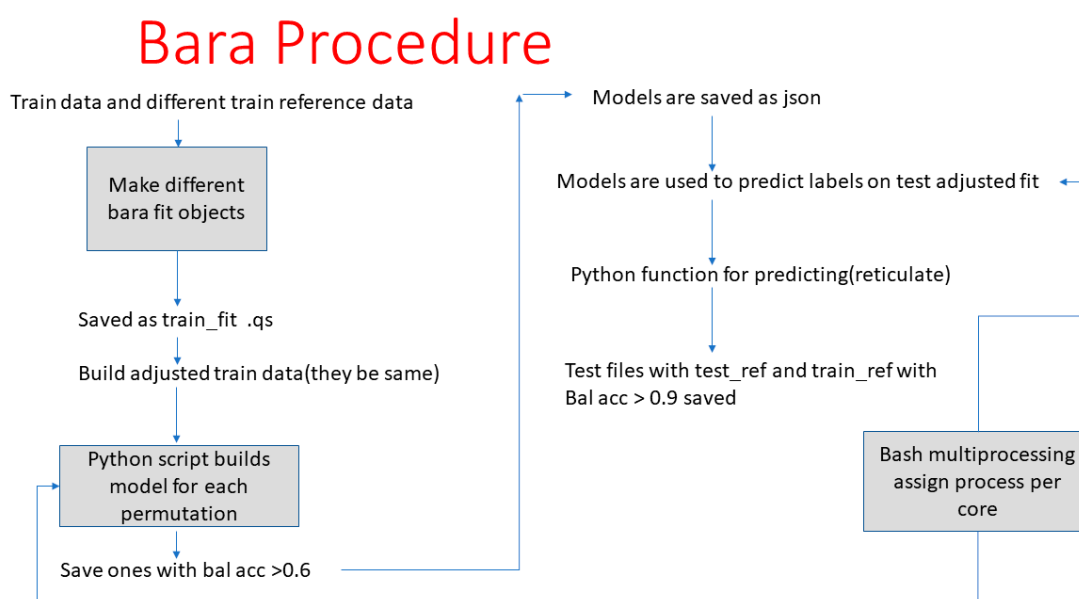 Bara Procedure
Train data and different train reference data
Make different
bara fit objects
Saved as train_fit .qs
Build adjusted train data(they be same)
Python script builds
model for each
permutation
Save ones with bal acc >0.6
Models are saved as json
Models are used to predict labels on test adjusted fit
Python function for predicting(reticulate)
Test files with test_ref and train_ref with
Bal acc > 0.9 saved
Bash multiprocessing
assign process per
core